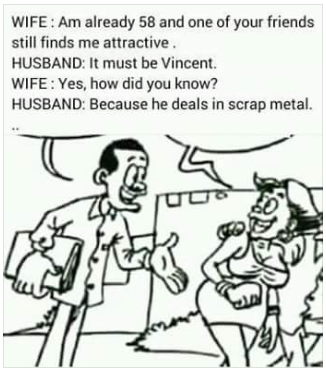 WIFE : Am already 58 and one of your friends
still finds me attractive .
HUSBAND: It must be Vincent.
WIFE : Yes, how did you know?
HUSBAND: Because he deals in scrap metal.
..